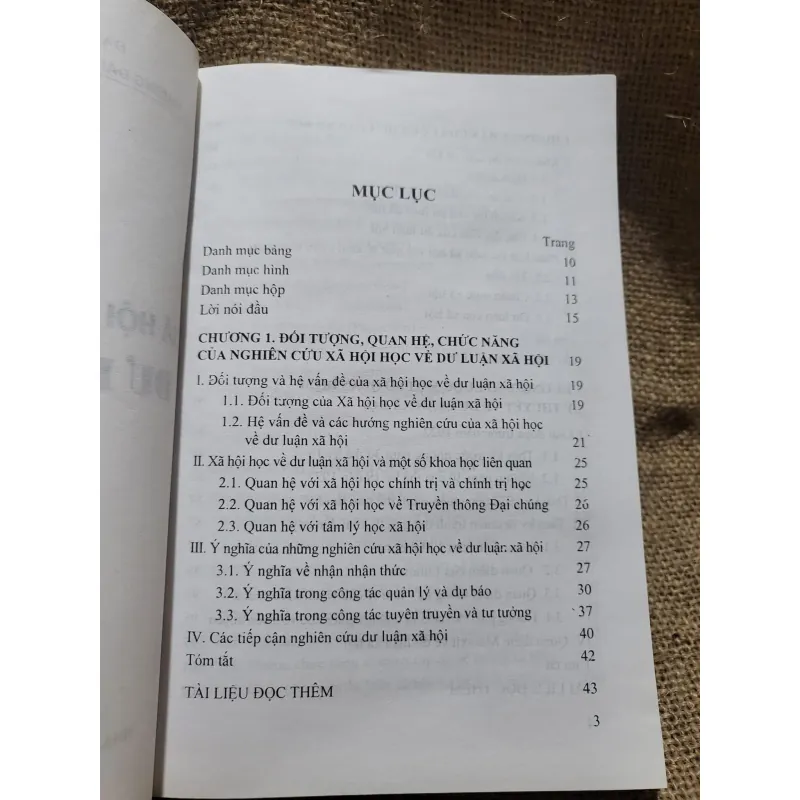 MỤC LỤC
Trang
Danh mục bảng 10
Danh mục hình 11
Danh mục hộp 13
Lời nói đầu 15
CHƯƠNG 1. ĐỐI TƯỢNG, QUAN HỆ, CHỨC NĂNG
CỦA NGHIÊN CỨU XÃ HỘI HỌC VỀ DƯ LUẬN XÃ HỘI 19
I. Đối tượng và hệ vấn đề của xã hội học về dư luận xã hội 19
1.1. Đối tượng của Xã hội học về dư luận xã hội 19
1.2. Hệ vấn đề và các hướng nghiên cứu của xã hội học
về dư luận xã hội 21
II. Xã hội học về dư luận xã hội và một số khoa học liên quan 25
2.1. Quan hệ với xã hội học chính trị và chính trị học 25
2.2. Quan hệ với xã hội học về Truyền thông Đại chúng 26
2.3. Quan hệ với tâm lý học xã hội 26
III. Ý nghĩa của những nghiên cứu xã hội học về dư luận xã hội 27
3.1. Ý nghĩa về nhận nhận thức 27
3.2. Ý nghĩa trong công tác quản lý và dự báo 30
3.3. Ý nghĩa trong công tác tuyên truyền và tư tưởng 37
IV. Các tiếp cận nghiên cứu dư luận xã hội 40
Tóm tắt 42
TÀI LIỆU ĐỌC THÊM 43
3